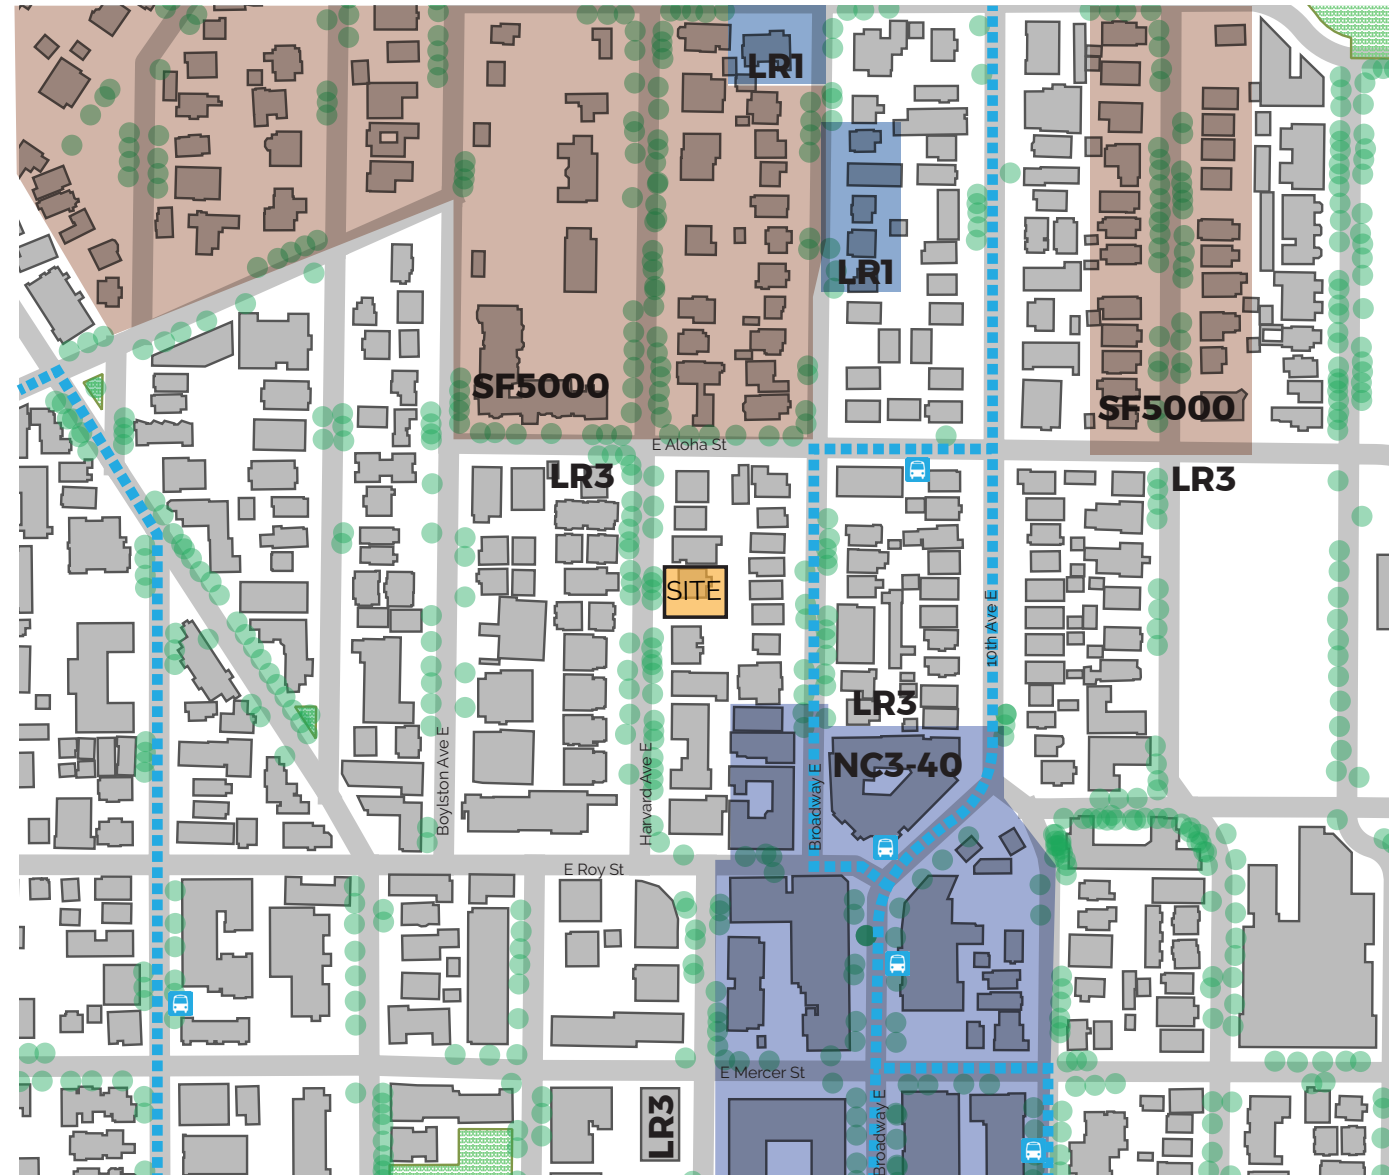 LR1
LR1
SF5000
SF5000
E Aloha St
LR3
LR3
SITE
10th Ave E
LR3
NC3-40
Boylston Ave E
Harvard Ave E
Broadway E
E Roy St
E Mercer St
LR3
Broadway E